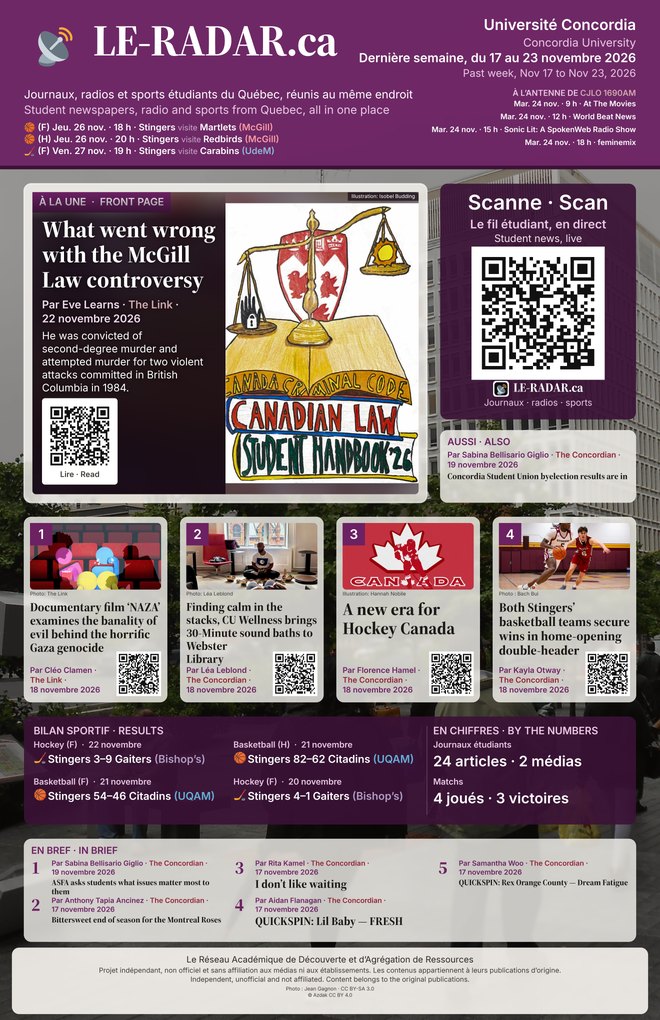 LE-RADAR.ca
Université Concordia
Concordia University
Dernière semaine, du 17 au 23 novembre 2026
Past week, Nov 17 to Nov 23, 2026
Journaux, radios et sports étudiants du Québec, réunis au même endroit
Student newspapers, radio and sports from Quebec, all in one place
(F) Jeu. 26 nov. · 18 h · Stingers visite Martlets (McGill)
(H) Jeu. 26 nov. · 20 h · Stingers visite Redbirds (McGill)
(F) Ven. 27 nov. · 19 h · Stingers visite Carabins (UdeM)
À L'ANTENNE DE CJLO 1690AM
Mar. 24 nov. · 9 h · At The Movies
Mar. 24 nov. · 12 h · World Beat News
Mar. 24 nov. · 15 h · Sonic Lit: A SpokenWeb Radio Show
Mar. 24 nov. · 18 h · feminemix
À LA UNE · FRONT PAGE
Illustration: Isobel Budding
What went wrong
with the McGill
Law controversy
Par Eve Learns · The Link ·
22 novembre 2026
He was convicted of
second-degree murder and
attempted murder for two violent
attacks committed in British
Columbia in 1984.
Lire · Read
CANADA CRIMINAL CODE
CANADIAN LAW
STUDENT HANDBOOK '26
Scanne · Scan
Le fil étudiant, en direct
Student news, live
LE-RADAR.ca
Journaux · radios · sports
AUSSI · ALSO
Par Sabina Bellisario Giglio · The Concordian ·
19 novembre 2026
Concordia Student Union byelection results are in
1
Photo: The Link
Documentary film ‘NAZA’
examines the banality of
evil behind the horrific
Gaza genocide
Par Cléo Clamen ·
The Link ·
18 novembre 2026
2
Photo: Léa Leblond
Finding calm in the
stacks, CU Wellness brings
30-Minute sound baths to
Webster
Library
Par Léa Leblond ·
The Concordian ·
18 novembre 2026
3
CANADA
Illustration: Hannah Nobile
A new era for
Hockey Canada
Par Florence Hamel ·
The Concordian ·
18 novembre 2026
4
Photo : Bach Bui
Both Stingers’
basketball teams secure
wins in home-opening
double-header
Par Kayla Otway ·
The Concordian ·
18 novembre 2026
BILAN SPORTIF · RESULTS
Hockey (F) · 22 novembre
Stingers 3–9 Gaiters (Bishop’s)
Basketball (H) · 21 novembre
Stingers 82–62 Citadins (UQAM)
Basketball (F) · 21 novembre
Stingers 54–46 Citadins (UQAM)
Hockey (F) · 20 novembre
Stingers 4–1 Gaiters (Bishop’s)
EN CHIFFRES · BY THE NUMBERS
Journaux étudiants
24 articles · 2 médias
Matchs
4 joués · 3 victoires
EN BREF · IN BRIEF
1
Par Sabina Bellisario Giglio · The Concordian ·
19 novembre 2026
ASFA asks students what issues matter most to
them
2
Par Anthony Tapia Ancinez · The Concordian ·
17 novembre 2026
Bittersweet end of season for the Montreal Roses
3
Par Rita Kamel · The Concordian ·
17 novembre 2026
I don’t like waiting
4
Par Aidan Flanagan · The Concordian ·
17 novembre 2026
QUICKSPIN: Lil Baby — FRESH
5
Par Samantha Woo · The Concordian ·
17 novembre 2026
QUICKSPIN: Rex Orange County — Dream Fatigue
Le Réseau Académique de Découverte et d’Agrégation de Ressources
Projet indépendant, non officiel et sans affiliation aux médias ni aux établissements. Les contenus appartiennent à leurs publications d’origine.
Independent, unofficial and not affiliated. Content belongs to the original publications.
Photo : Jean Gagnon · CC BY-SA 3.0
© Azdak CC BY 4.0